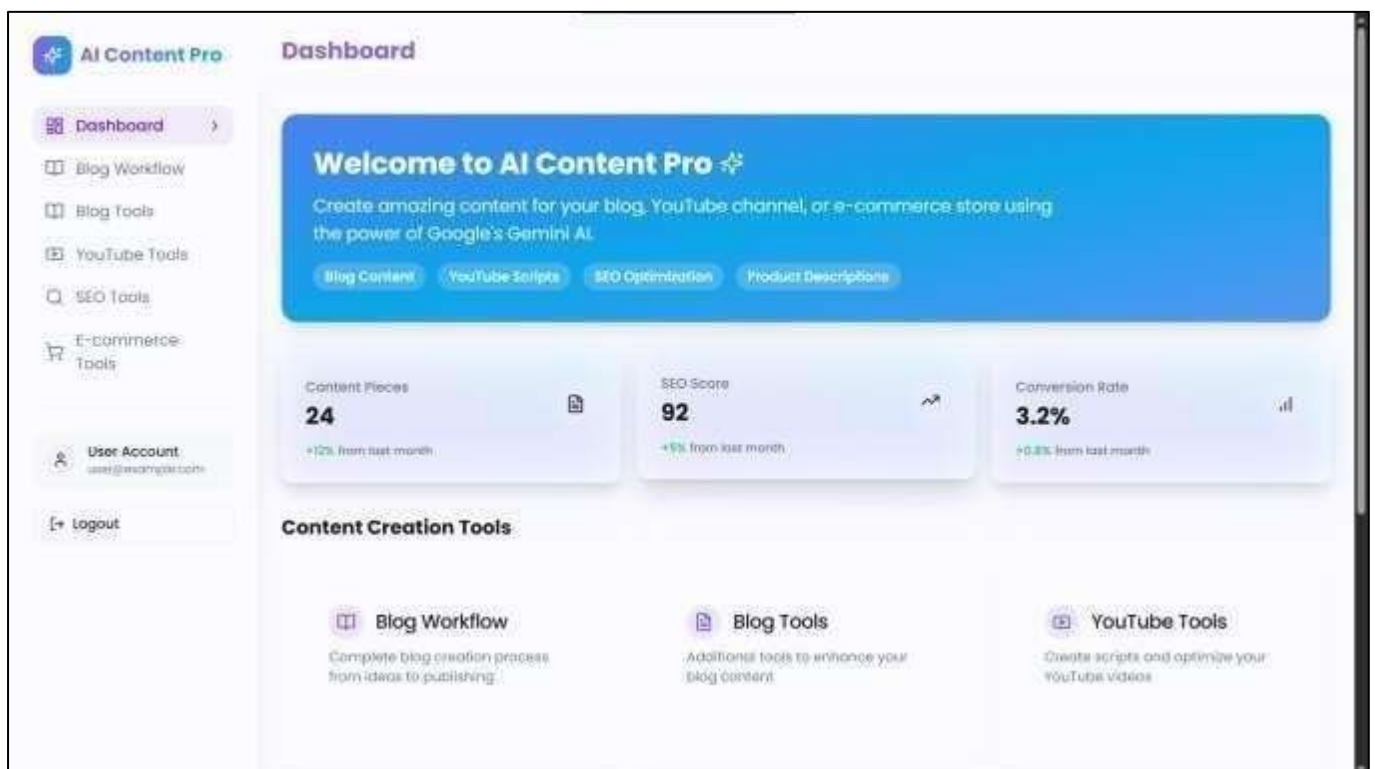 AI Content Pro
Dashboard
Dashboard
Blog Workflow
Blog Tools
YouTube Tools
SEO Tools
E-commerce
Tools
User Account
user@example.com
Logout
Welcome to AI Content Pro
Create amazing content for your blog, YouTube channel, or e-commerce store using
the power of Google's Gemini AI.
Blog Content YouTube Scripts SEO Optimization Product Descriptions
Content Pieces
24
+12% from last month
SEO Score
92
+5% from last month
Conversion Rate
3.2%
+0.8% from last month
Content Creation Tools
Blog Workflow
Complete blog creation process
from ideas to publishing
Blog Tools
Additional tools to enhance your
blog content
YouTube Tools
Create scripts and optimize your
YouTube videos